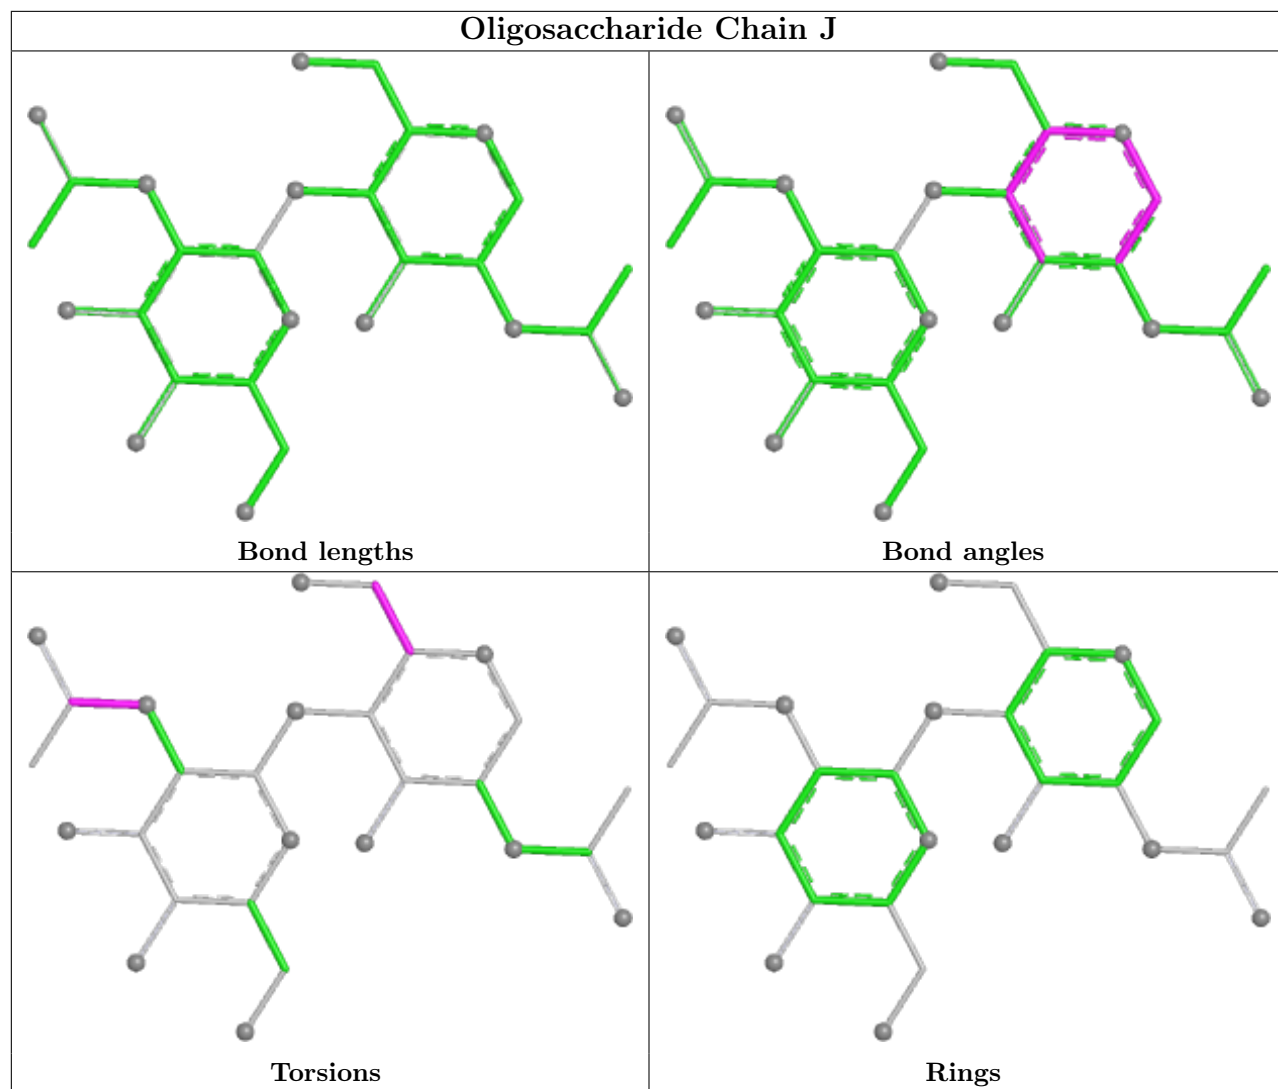 Oligosaccharide Chain J
Bond lengths
Bond angles
Torsions
Rings